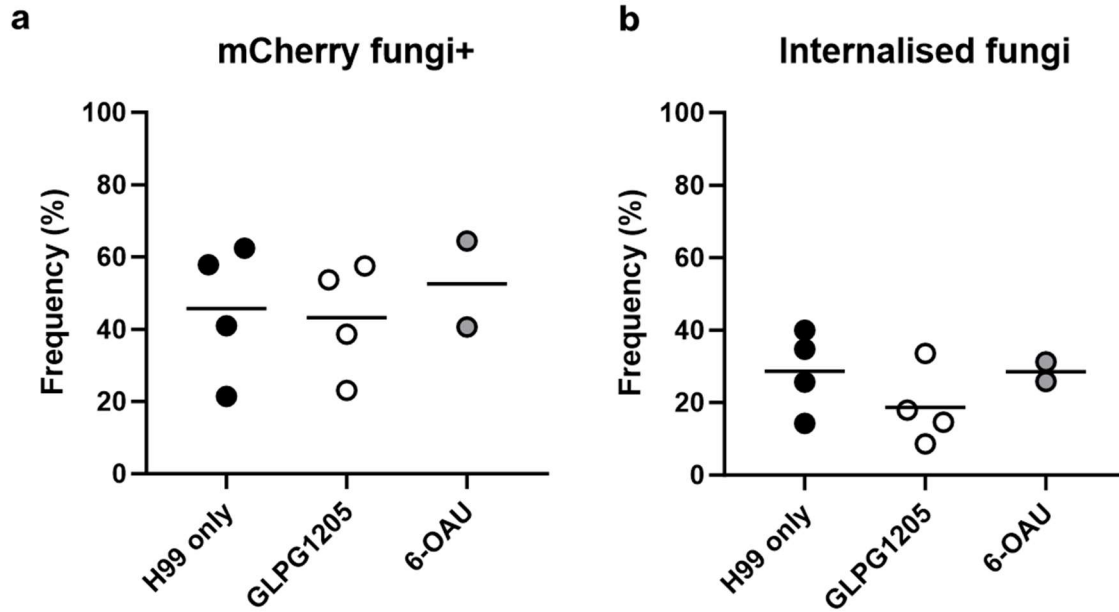 a
mCherry fungi+
Frequency (%)
100
80
60
40
20
0
H99 only
GLPG1205
6-OAU
b
Internalised fungi
Frequency (%)
100
80
60
40
20
0
H99 only
GLPG1205
6-OAU